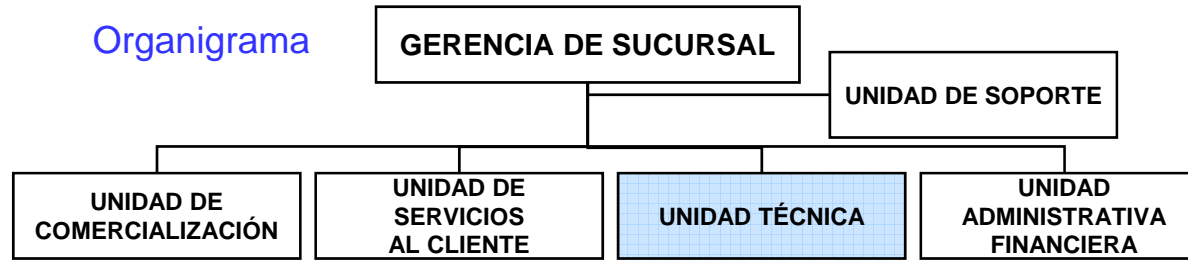 Organigrama
GERENCIA DE SUCURSAL
UNIDAD DE SOPORTE
UNIDAD DE
COMERCIALIZACIÓN
UNIDAD DE
SERVICIOS
AL CLIENTE
UNIDAD TÉCNICA
UNIDAD
ADMINISTRATIVA
FINANCIERA